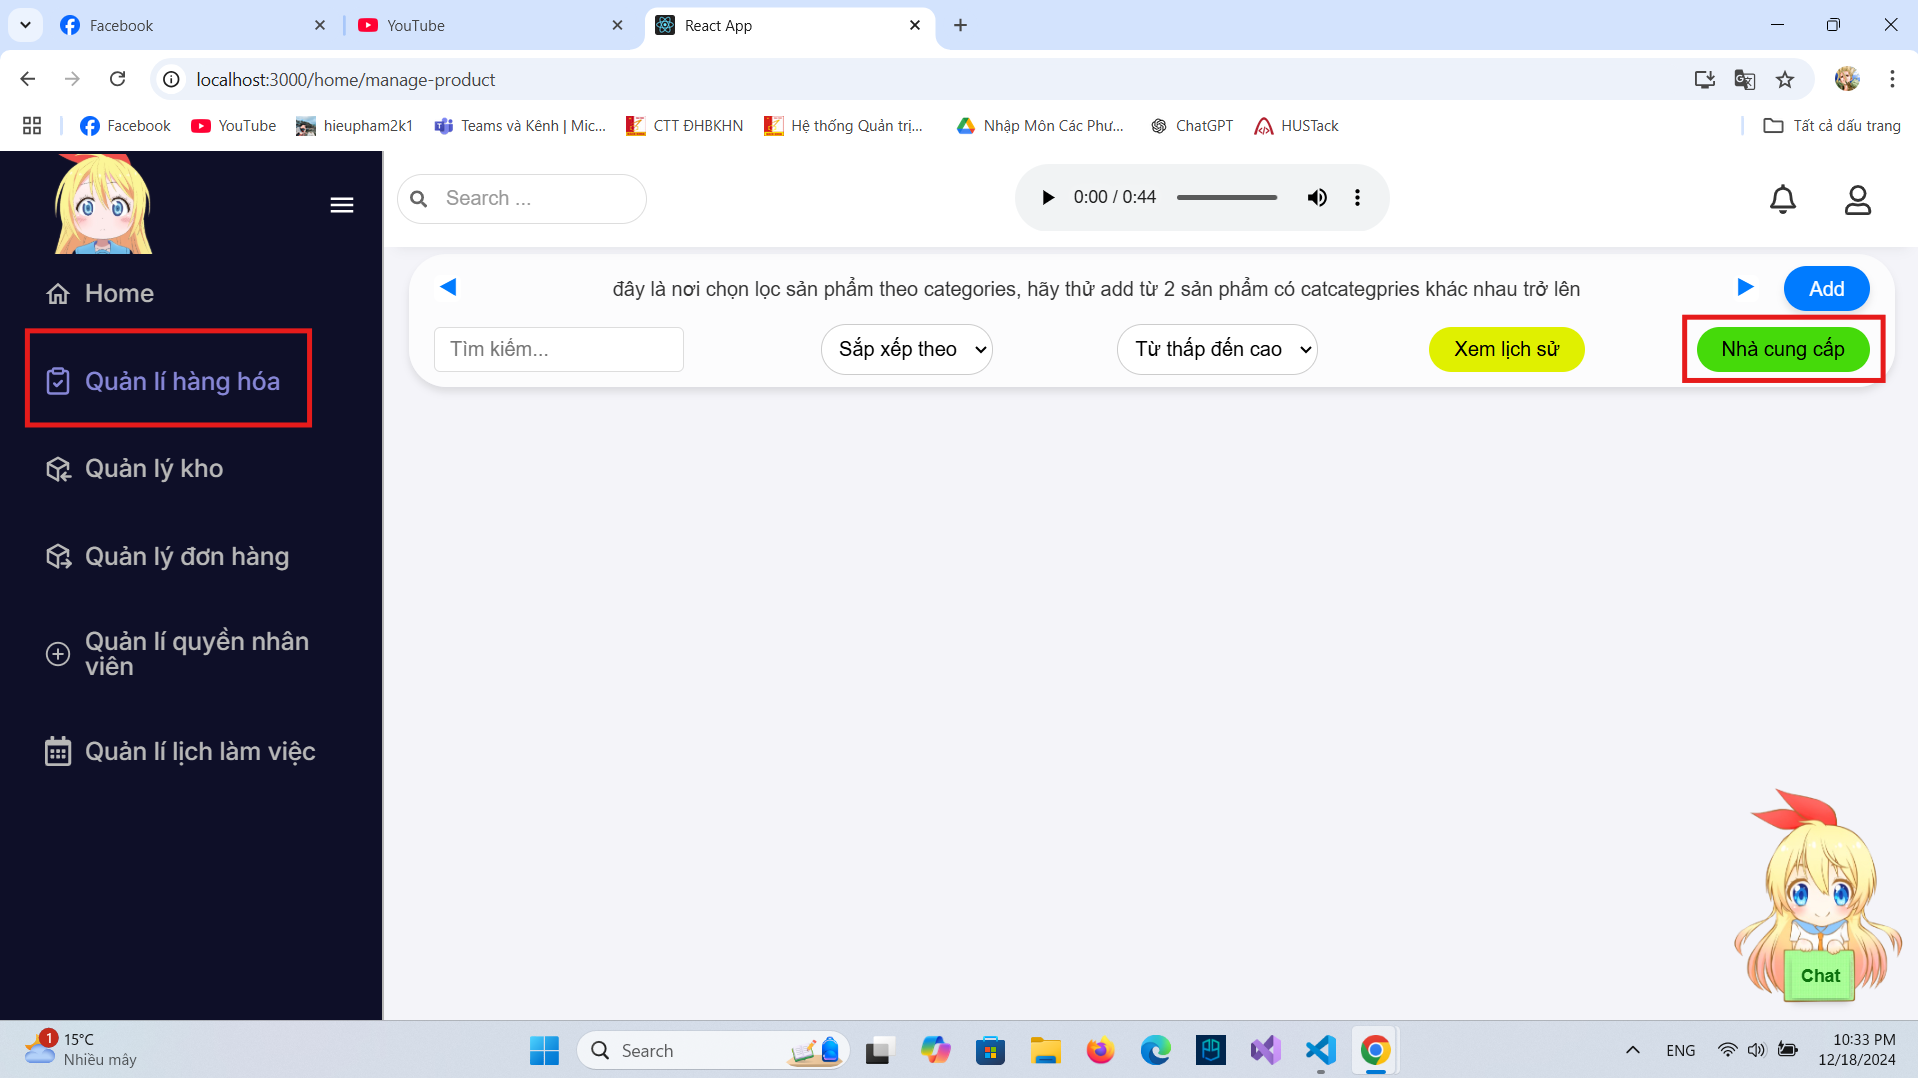 Facebook
YouTube
React App
localhost:3000/home/manage-product
Facebook
YouTube
hieupham2k1
Teams và Kênh | Mic...
CTT ĐHBKHN
Hệ thống Quản trị...
Nhập Môn Các Phư...
ChatGPT
HUSTack
Tất cả dấu trang
Search ...
0:00 / 0:44
Home
Quản lí hàng hóa
Quản lý kho
Quản lý đơn hàng
Quản lí quyền nhân
viên
Quản lí lịch làm việc
đây là nơi chọn lọc sản phẩm theo categories, hãy thử add từ 2 sản phẩm có catcategpries khác nhau trở lên
Add
Tìm kiếm...
Sắp xếp theo
Từ thấp đến cao
Xem lịch sử
Nhà cung cấp
Chat
1
15°C
Nhiều mây
Search
ENG
10:33 PM
12/18/2024